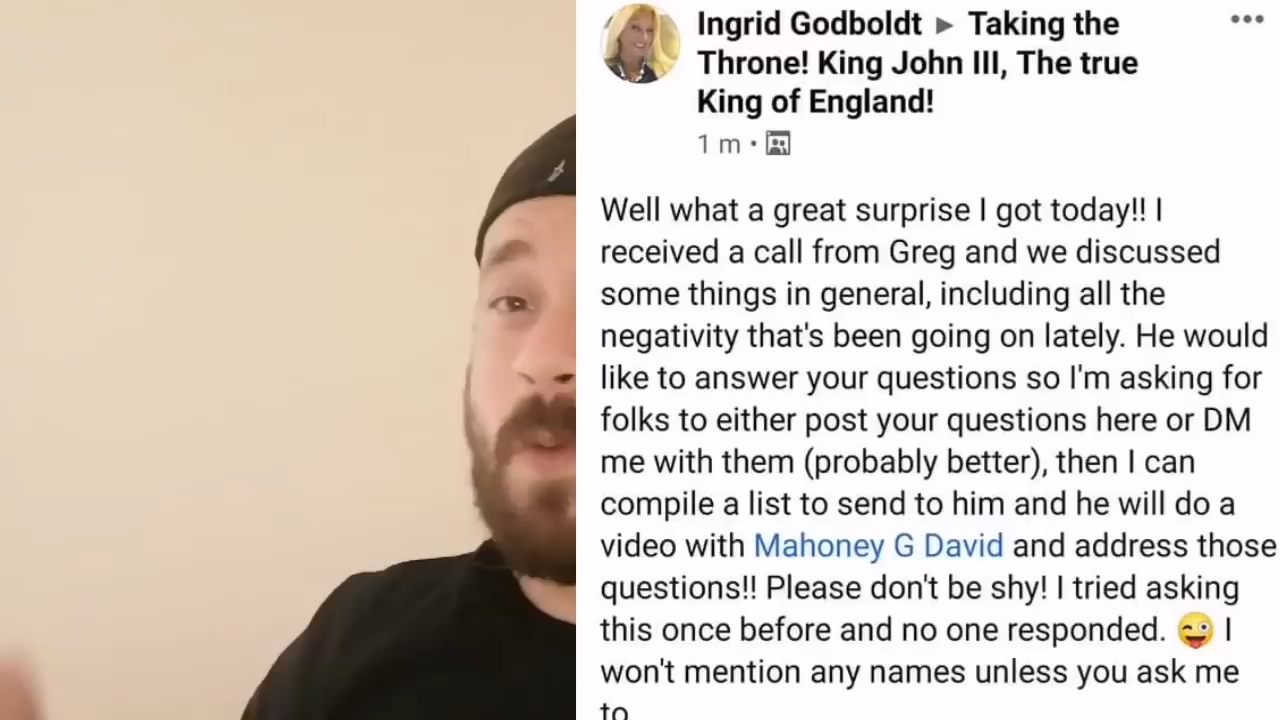 Ingrid Godboldt ▸ Taking the
Throne! King John III, The true
King of England!
1 m •
Well what a great surprise I got today!! I
received a call from Greg and we discussed
some things in general, including all the
negativity that's been going on lately. He would
like to answer your questions so I'm asking for
folks to either post your questions here or DM
me with them (probably better), then I can
compile a list to send to him and he will do a
video with Mahoney G David and address those
questions!! Please don't be shy! I tried asking
this once before and no one responded. 😜 I
won't mention any names unless you ask me
to